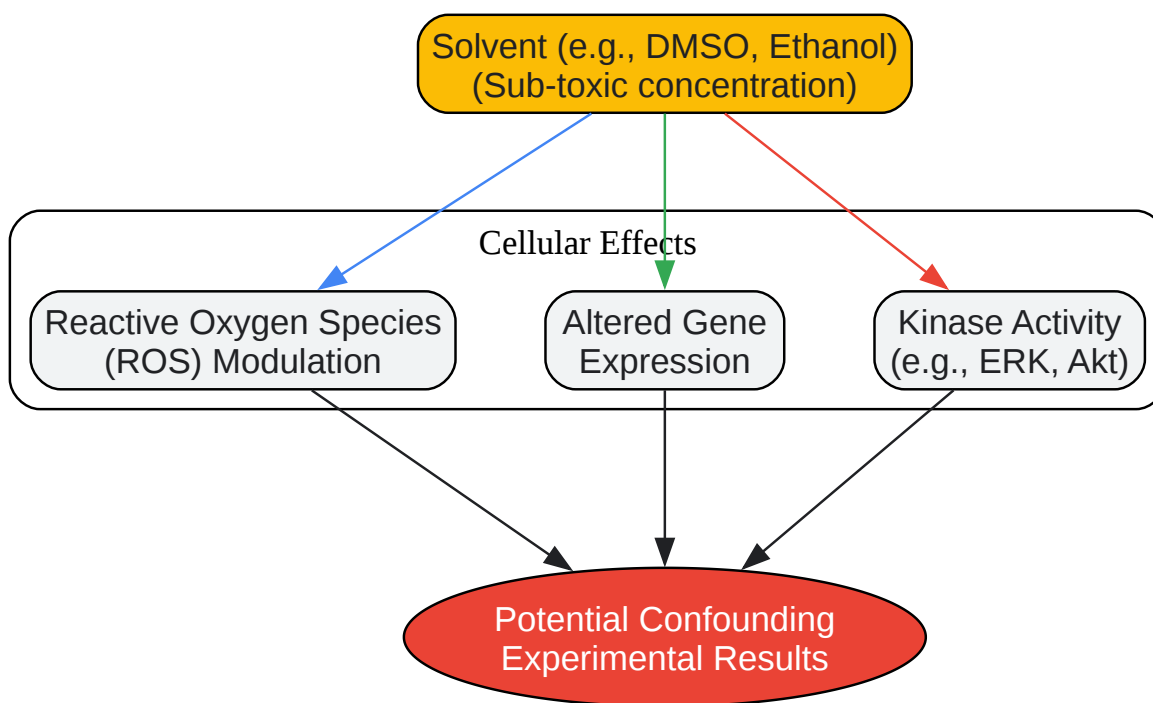 Solvent (e.g., DMSO, Ethanol)
(Sub-toxic concentration)
Cellular Effects
Reactive Oxygen Species
(ROS) Modulation
Altered Gene
Expression
Kinase Activity
(e.g., ERK, Akt)
Potential Confounding
Experimental Results